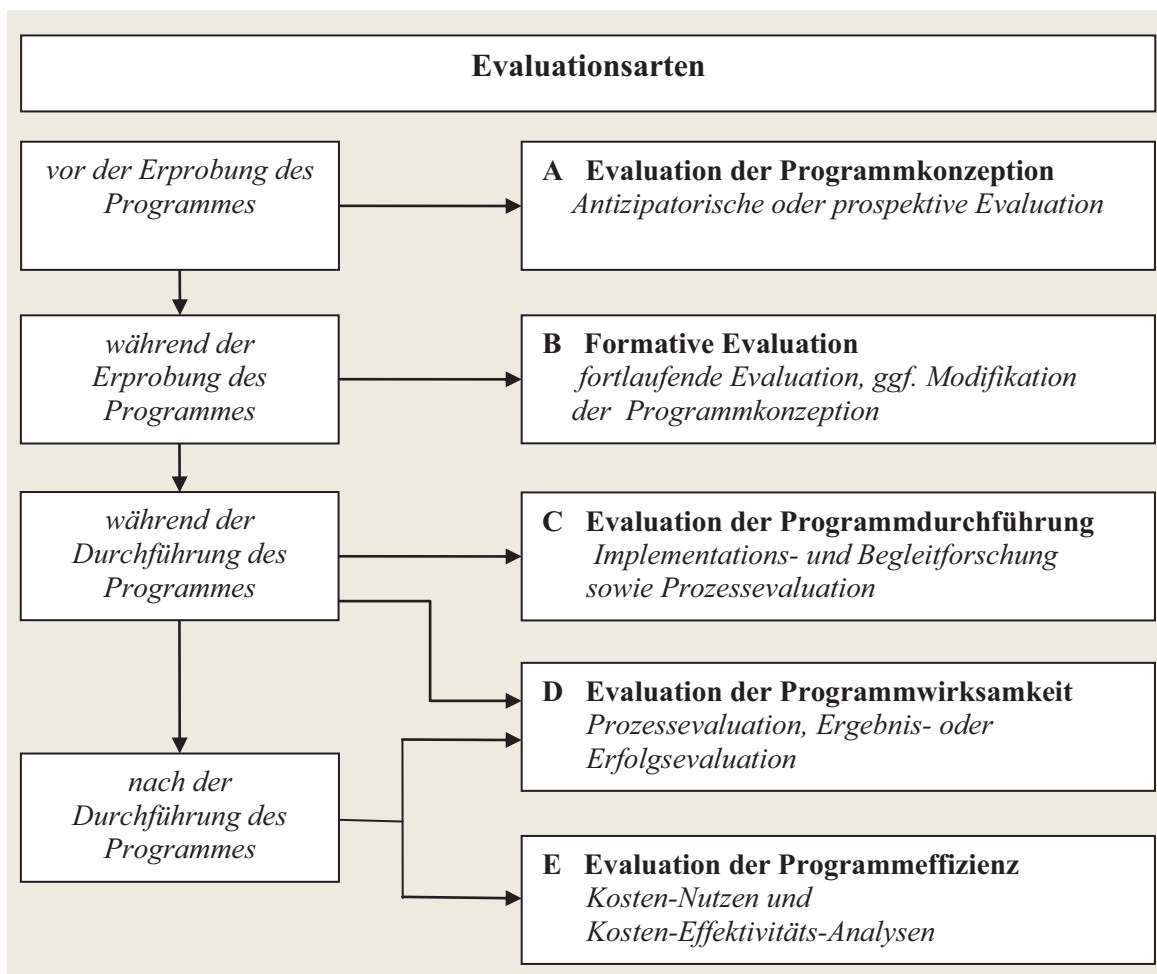 Evaluationsarten
vor der Erprobung des
Programmes
A Evaluation der Programmkonzeption
Antizipatorische oder prospektive Evaluation
während der
Erprobung des
Programmes
B Formative Evaluation
fortlaufende Evaluation, ggf. Modifikation
der Programmkonzeption
während der
Durchführung des
Programmes
C Evaluation der Programmdurchführung
Implementations- und Begleitforschung
sowie Prozessevaluation
D Evaluation der Programmwirksamkeit
Prozessevaluation, Ergebnis- oder
Erfolgsevaluation
nach der
Durchführung des
Programmes
E Evaluation der Programmeffizienz
Kosten-Nutzen und
Kosten-Effektivitäts-Analysen